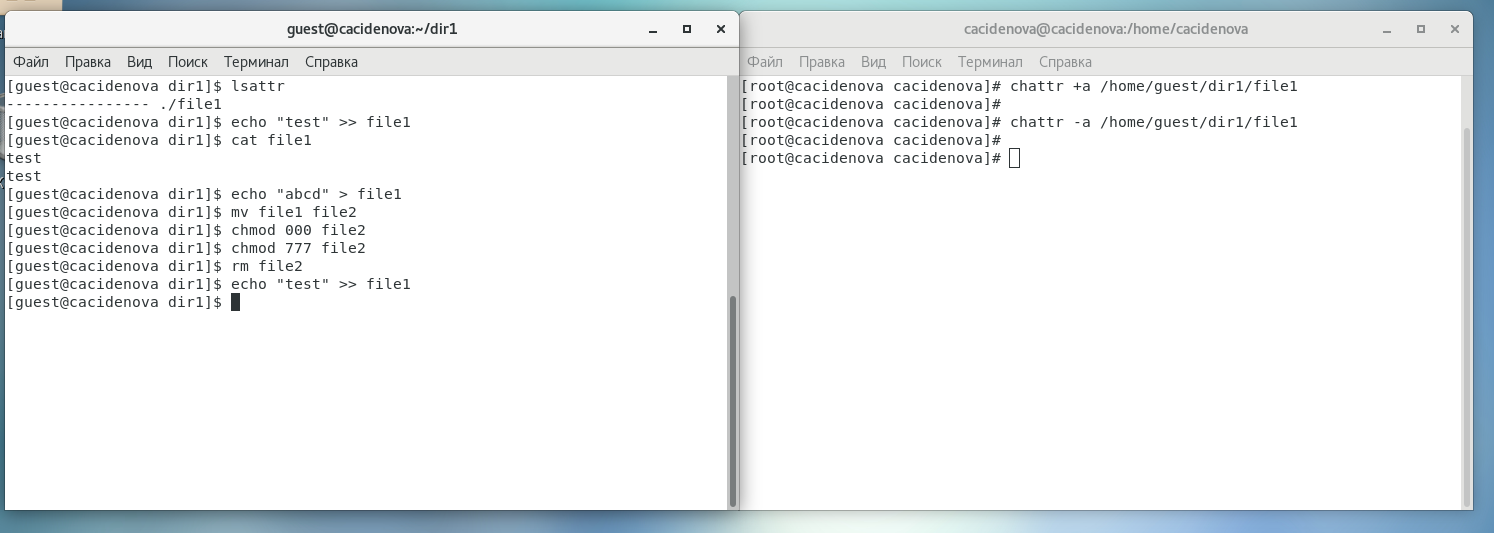 guest@cacidenova:~/dir1
Файл Правка Вид Поиск Терминал Справка
[guest@cacidenova dir1]$ lsattr
---------------- ./file1
[guest@cacidenova dir1]$ echo "test" >> file1
[guest@cacidenova dir1]$ cat file1
test
test
[guest@cacidenova dir1]$ echo "abcd" > file1
[guest@cacidenova dir1]$ mv file1 file2
[guest@cacidenova dir1]$ chmod 000 file2
[guest@cacidenova dir1]$ chmod 777 file2
[guest@cacidenova dir1]$ rm file2
[guest@cacidenova dir1]$ echo "test" >> file1
[guest@cacidenova dir1]$
cacidenova@cacidenova:/home/cacidenova
Файл Правка Вид Поиск Терминал Справка
[root@cacidenova cacidenova]# chattr +a /home/guest/dir1/file1
[root@cacidenova cacidenova]#
[root@cacidenova cacidenova]# chattr -a /home/guest/dir1/file1
[root@cacidenova cacidenova]#
[root@cacidenova cacidenova]#